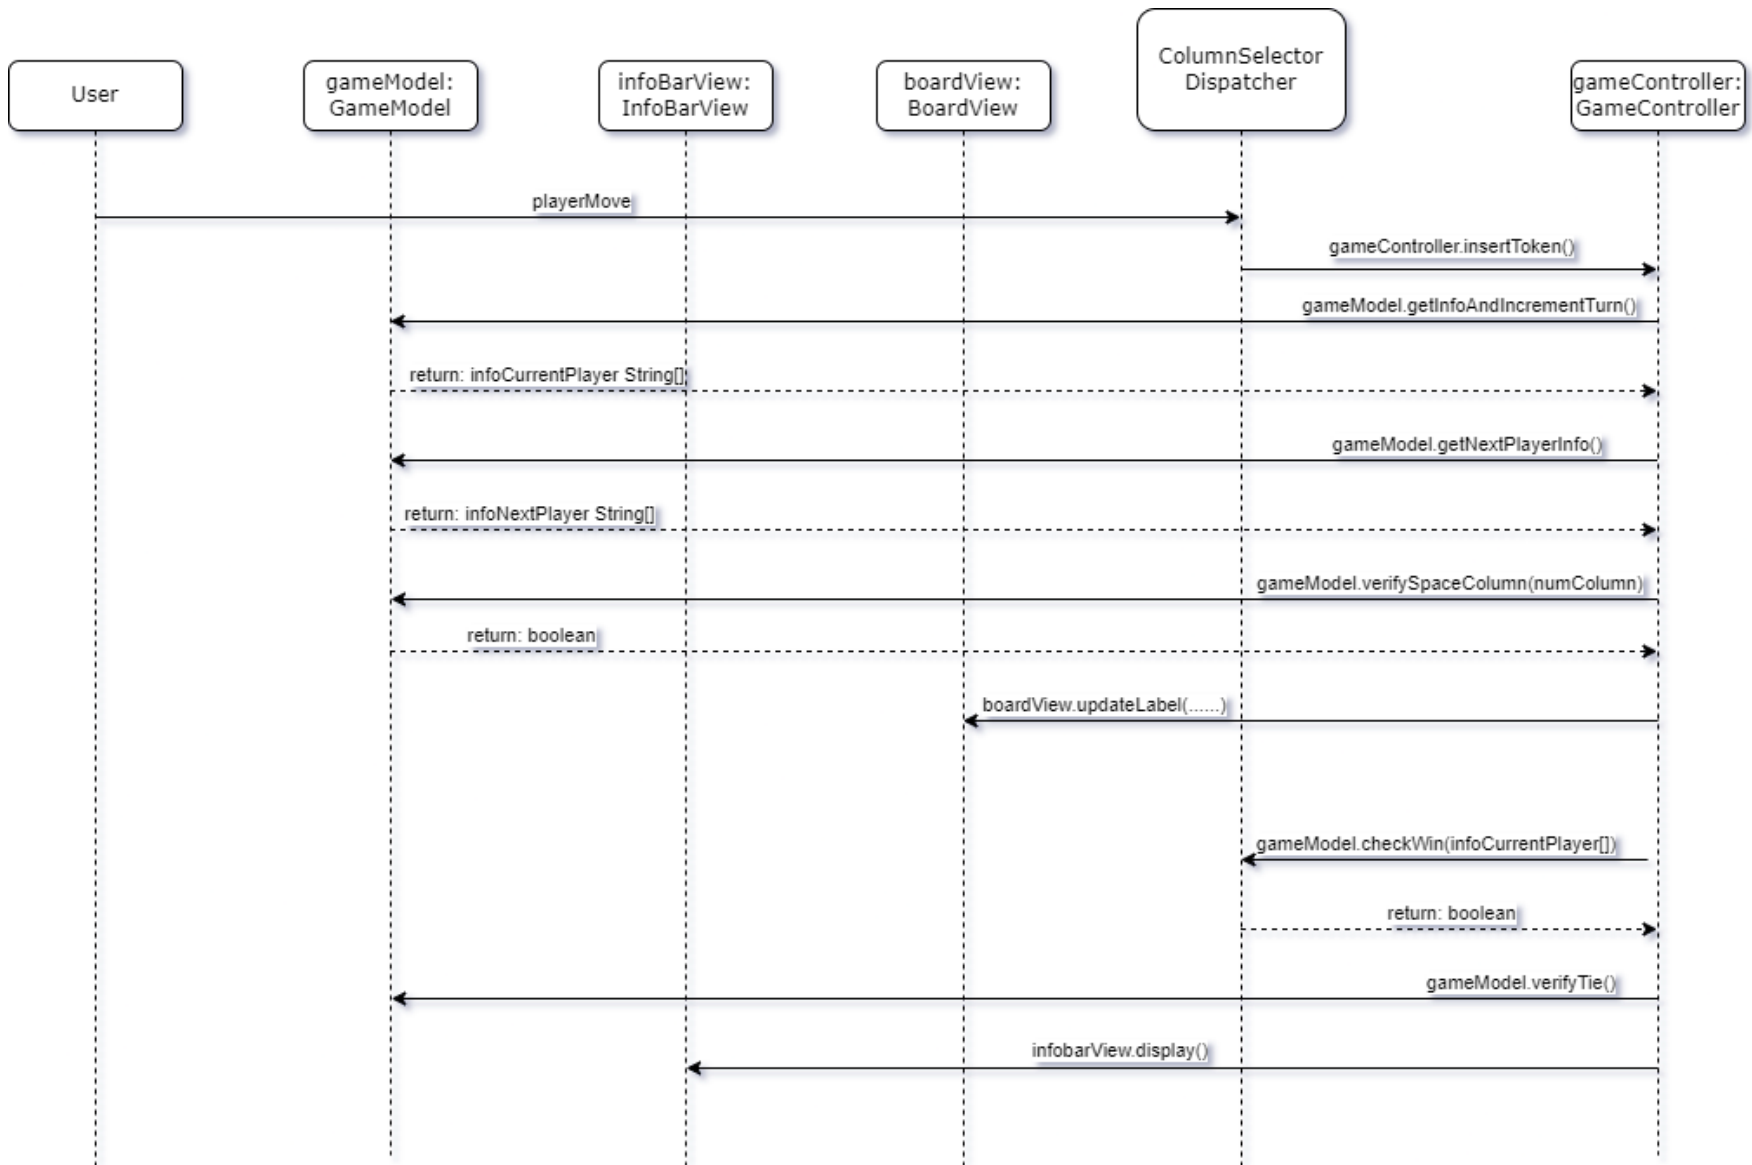 User
gameModel:
GameModel
infoBarView:
InfoBarView
boardView:
BoardView
ColumnSelector
Dispatcher
gameController:
GameController
playerMove
gameController.insertToken()
gameModel.getInfoAndIncrementTurn()
return: infoCurrentPlayer String[]
gameModel.getNextPlayerInfo()
return: infoNextPlayer String[]
gameModel.verifySpaceColumn(numColumn)
return: boolean
boardView.updateLabel(......)
gameModel.checkWin(infoCurrentPlayer[])
return: boolean
gameModel.verifyTie()
infobarView.display()